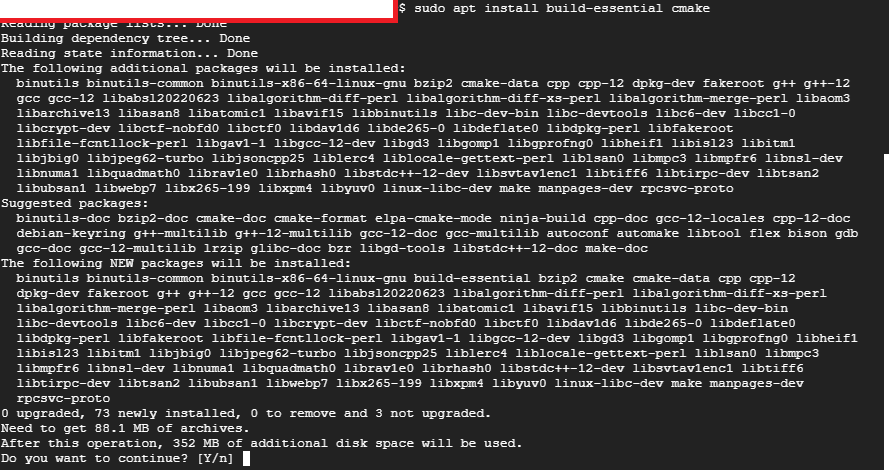 $ sudo apt install build-essential cmake
Reading package lists... Done
Building dependency tree... Done
Reading state information... Done
The following additional packages will be installed:
binutils binutils-common binutils-x86-64-linux-gnu bzip2 cmake-data cpp cpp-12 dpkg-dev fakeroot g++ g++-12
gcc gcc-12 libabsl20220623 libalgorithm-diff-perl libalgorithm-diff-xs-perl libalgorithm-merge-perl libaom3
libarchive13 libasan8 libatomic1 libavif15 libbinutils libc-dev-bin libc-devtools libc6-dev libcc1-0
libcrypt-dev libctf-nobfd0 libctf0 libdav1d6 libde265-0 libdeflate0 libdpkg-perl libfakeroot
libfile-fcntllock-perl libgav1-1 libgcc-12-dev libgd3 libgomp1 libgprofng0 libheif1 libisl23 libitm1
libjbig0 libjpeg62-turbo libjsoncpp25 liblerc4 liblocale-gettext-perl liblsan0 libmpc3 libmpfr6 libnsl-dev
libnuma1 libquadmath0 librav1e0 librhash0 libstdc++-12-dev libsvtav1enc1 libtiff6 libtirpc-dev libtsan2
libubsan1 libwebp7 libx265-199 libxpm4 libyuv0 linux-libc-dev make manpages-dev rpcsvc-proto
Suggested packages:
binutils-doc bzip2-doc cmake-doc cmake-format elpa-cmake-mode ninja-build cpp-doc gcc-12-locales cpp-12-doc
debian-keyring g++-multilib g++-12-multilib gcc-12-doc gcc-multilib autoconf automake libtool flex bison gdb
gcc-doc gcc-12-multilib lrzip glibc-doc bzr libgd-tools libstdc++-12-doc make-doc
The following NEW packages will be installed:
binutils binutils-common binutils-x86-64-linux-gnu build-essential bzip2 cmake cmake-data cpp cpp-12
dpkg-dev fakeroot g++ g++-12 gcc gcc-12 libabsl20220623 libalgorithm-diff-perl libalgorithm-diff-xs-perl
libalgorithm-merge-perl libaom3 libarchive13 libasan8 libatomic1 libavif15 libbinutils libc-dev-bin
libc-devtools libc6-dev libcc1-0 libcrypt-dev libctf-nobfd0 libctf0 libdav1d6 libde265-0 libdeflate0
libdpkg-perl libfakeroot libfile-fcntllock-perl libgav1-1 libgcc-12-dev libgd3 libgomp1 libgprofng0 libheif1
libisl23 libitm1 libjbig0 libjpeg62-turbo libjsoncpp25 liblerc4 liblocale-gettext-perl liblsan0 libmpc3
libmpfr6 libnsl-dev libnuma1 libquadmath0 librav1e0 librhash0 libstdc++-12-dev libsvtav1enc1 libtiff6
libtirpc-dev libtsan2 libubsan1 libwebp7 libx265-199 libxpm4 libyuv0 linux-libc-dev make manpages-dev
rpcsvc-proto
0 upgraded, 73 newly installed, 0 to remove and 3 not upgraded.
Need to get 88.1 MB of archives.
After this operation, 352 MB of additional disk space will be used.
Do you want to continue? [Y/n]